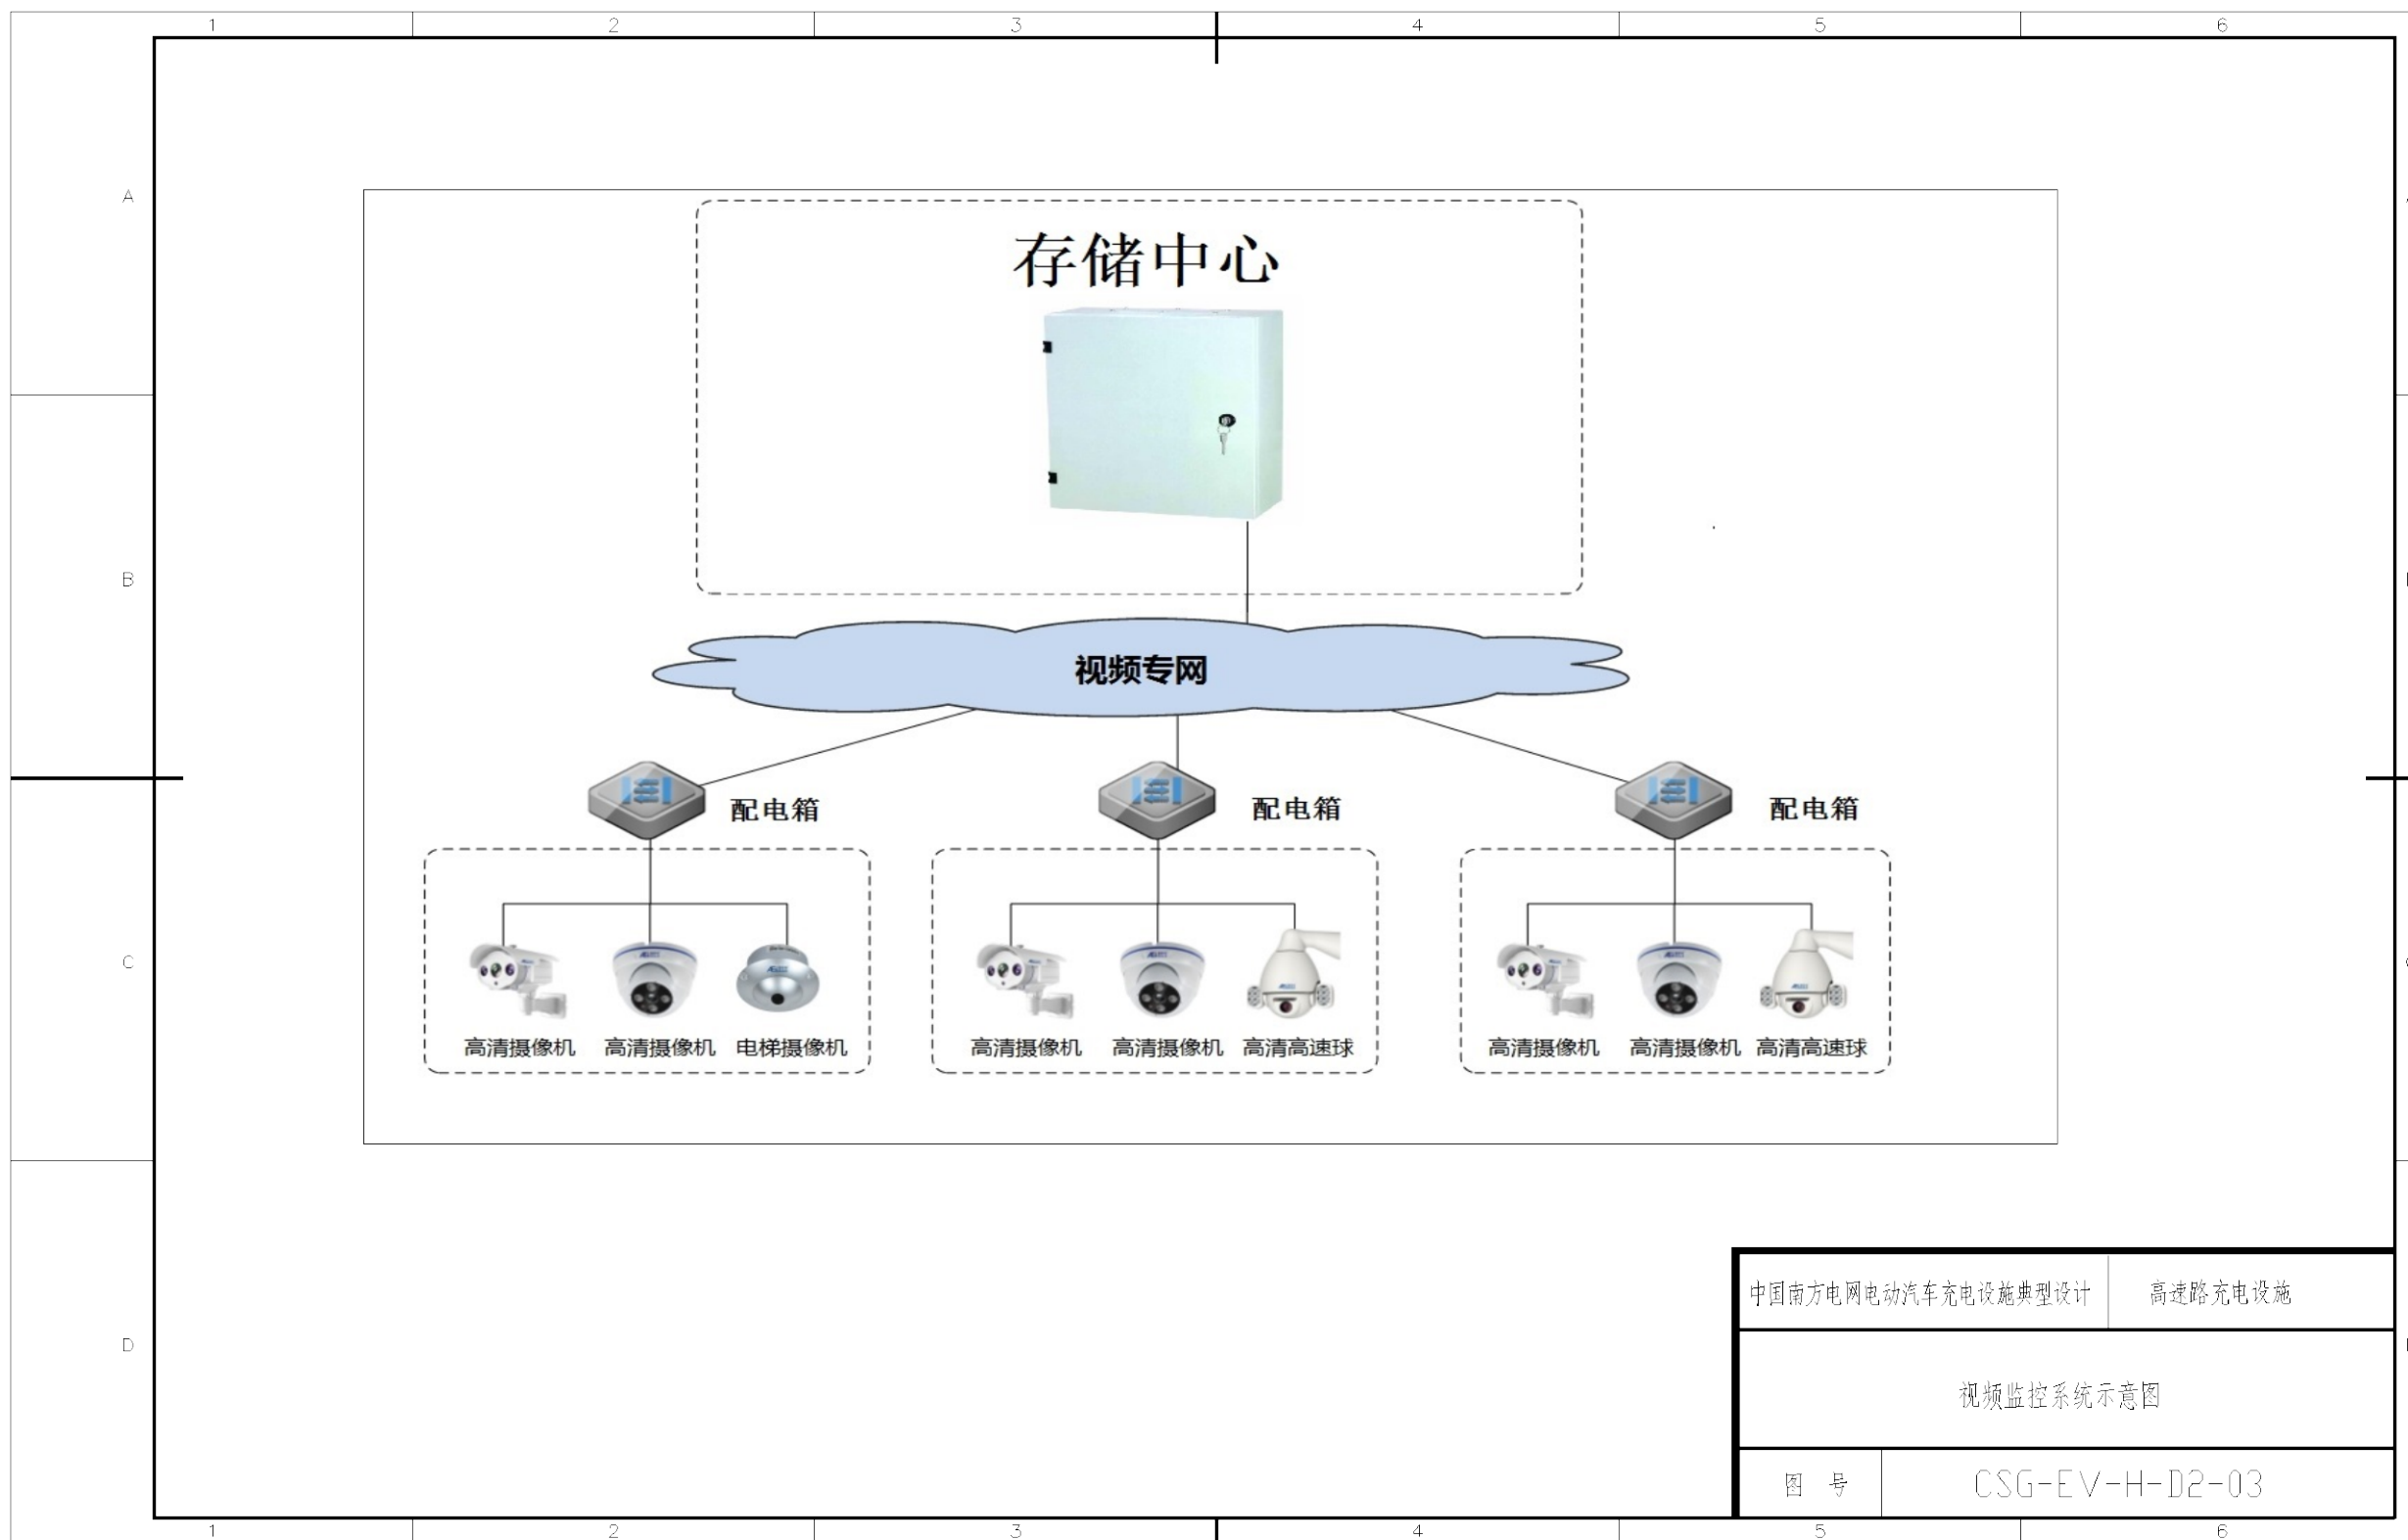 1 2 3 4 5 6
A
存储中心
B
视频专网
配电箱 配电箱 配电箱
C
高清摄像机 高清摄像机 电梯摄像机 高清摄像机 高清摄像机 高清高速球 高清摄像机 高清摄像机 高清高速球
中国南方电网电动汽车充电设施典型设计 高速路充电设施
D
视频监控系统示意图
图 号 CSG-EV-H-D2-03
1 2 3 4 5 6